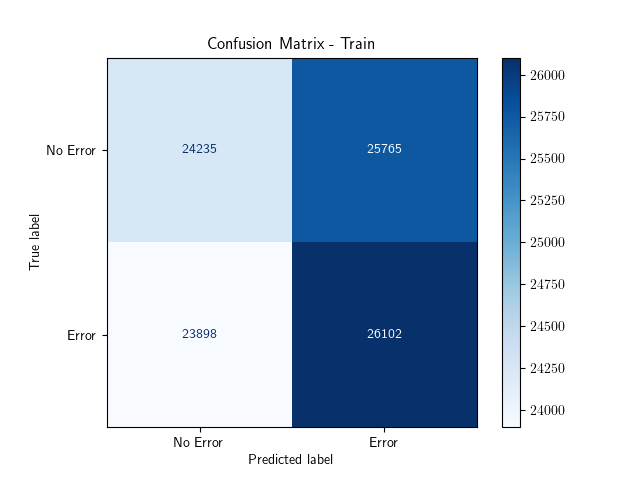 Confusion Matrix - Train
No Error
24235
25765
Error
23898
26102
True label
No Error
Error
Predicted label
26000
25750
25500
25250
25000
24750
24500
24250
24000